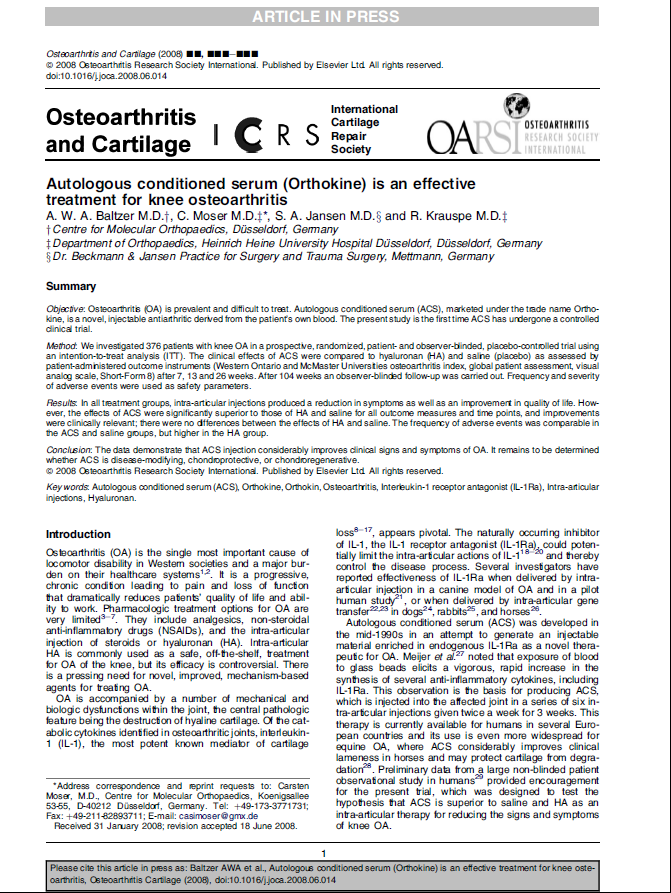 ARTICLE IN PRESS
Osteoarthritis and Cartilage (2008) ■■, ■■■–■■■
© 2008 Osteoarthritis Research Society International. Published by Elsevier Ltd. All rights reserved.
doi:10.1016/j.joca.2008.06.014
Osteoarthritis
and Cartilage
I C R S
International
Cartilage
Repair
Society
OARSI
OSTEOARTHRITIS
RESEARCH SOCIETY
INTERNATIONAL
Autologous conditioned serum (Orthokine) is an effective
treatment for knee osteoarthritis
A. W. A. Baltzer M.D.†, C. Moser M.D.‡*, S. A. Jansen M.D.§ and R. Krauspe M.D.‡
† Centre for Molecular Orthopaedics, Düsseldorf, Germany
‡ Department of Orthopaedics, Heinrich Heine University Hospital Düsseldorf, Düsseldorf, Germany
§ Dr. Beckmann & Jansen Practice for Surgery and Trauma Surgery, Mettmann, Germany
Summary
Objective: Osteoarthritis (OA) is prevalent and difficult to treat. Autologous conditioned serum (ACS), marketed under the trade name Ortho-
kine, is a novel, injectable antiarthritic derived from the patient's own blood. The present study is the first time ACS has undergone a controlled
clinical trial.
Method: We investigated 376 patients with knee OA in a prospective, randomized, patient- and observer-blinded, placebo-controlled trial using
an intention-to-treat analysis (ITT). The clinical effects of ACS were compared to hyaluronan (HA) and saline (placebo) as assessed by
patient-administered outcome instruments (Western Ontario and McMaster Universities osteoarthritis index, global patient assessment, visual
analog scale, Short-Form 8) after 7, 13 and 26 weeks. After 104 weeks an observer-blinded follow-up was carried out. Frequency and severity
of adverse events were used as safety parameters.
Results: In all treatment groups, intra-articular injections produced a reduction in symptoms as well as an improvement in quality of life. How-
ever, the effects of ACS were significantly superior to those of HA and saline for all outcome measures and time points, and improvements
were clinically relevant; there were no differences between the effects of HA and saline. The frequency of adverse events was comparable in
the ACS and saline groups, but higher in the HA group.
Conclusion: The data demonstrate that ACS injection considerably improves clinical signs and symptoms of OA. It remains to be determined
whether ACS is disease-modifying, chondroprotective, or chondroregenerative.
© 2008 Osteoarthritis Research Society International. Published by Elsevier Ltd. All rights reserved.
Key words: Autologous conditioned serum (ACS), Orthokine, Orthokin, Osteoarthritis, Interleukin-1 receptor antagonist (IL-1Ra), Intra-articular
injections, Hyaluronan.
Introduction
Osteoarthritis (OA) is the single most important cause of
locomotor disability in Western societies and a major bur-
den on their healthcare systems1,2. It is a progressive,
chronic condition leading to pain and loss of function
that dramatically reduces patients' quality of life and abil-
ity to work. Pharmacologic treatment options for OA are
very limited3–7. They include analgesics, non-steroidal
anti-inflammatory drugs (NSAIDs), and the intra-articular
injection of steroids or hyaluronan (HA). Intra-articular
HA is commonly used as a safe, off-the-shelf, treatment
for OA of the knee, but its efficacy is controversial. There
is a pressing need for novel, improved, mechanism-based
agents for treating OA.
OA is accompanied by a number of mechanical and
biologic dysfunctions within the joint, the central pathologic
feature being the destruction of hyaline cartilage. Of the cat-
abolic cytokines identified in osteoarthritic joints, interleukin-
1 (IL-1), the most potent known mediator of cartilage
*Address correspondence and reprint requests to: Carsten
Moser, M.D., Centre for Molecular Orthopaedics, Koenigsallee
53-55, D-40212 Düsseldorf, Germany. Tel: +49-173-3771731;
Fax: +49-211-82893711; E-mail: casimoser@gmx.de
Received 31 January 2008; revision accepted 18 June 2008.
loss8–17, appears pivotal. The naturally occurring inhibitor
of IL-1, the IL-1 receptor antagonist (IL-1Ra), could poten-
tially limit the intra-articular actions of IL-118–20 and thereby
control the disease process. Several investigators have
reported effectiveness of IL-1Ra when delivered by intra-
articular injection in a canine model of OA and in a pilot
human study21, or when delivered by intra-articular gene
transfer22,23 in dogs24, rabbits25, and horses26.
Autologous conditioned serum (ACS) was developed in
the mid-1990s in an attempt to generate an injectable
material enriched in endogenous IL-1Ra as a novel thera-
peutic for OA. Meijer et al.27 noted that exposure of blood
to glass beads elicits a vigorous, rapid increase in the
synthesis of several anti-inflammatory cytokines, including
IL-1Ra. This observation is the basis for producing ACS,
which is injected into the affected joint in a series of six in-
tra-articular injections given twice a week for 3 weeks. This
therapy is currently available for humans in several Euro-
pean countries and its use is even more widespread for
equine OA, where ACS considerably improves clinical
lameness in horses and may protect cartilage from degra-
dation28. Preliminary data from a large non-blinded patient
observational study in humans29 provided encouragement
for the present trial, which was designed to test the
hypothesis that ACS is superior to saline and HA as an
intra-articular therapy for reducing the signs and symptoms
of knee OA.
1
Please cite this article in press as: Baltzer AWA et al., Autologous conditioned serum (Orthokine) is an effective treatment for knee oste-
oarthritis, Osteoarthritis Cartilage (2008), doi:10.1016/j.joca.2008.06.014